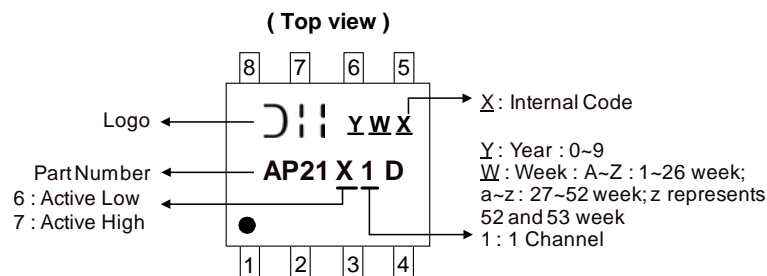 ( Top view )
8 7 6 5
Logo
Y W X
X : Internal Code
Part Number
AP21 X 1 D
6 : Active Low
7 : Active High
Y : Year : 0~9
W : Week : A~Z : 1~26 week;
a~z : 27~52 week; z represents
52 and 53 week
1 : 1 Channel
1 2 3 4